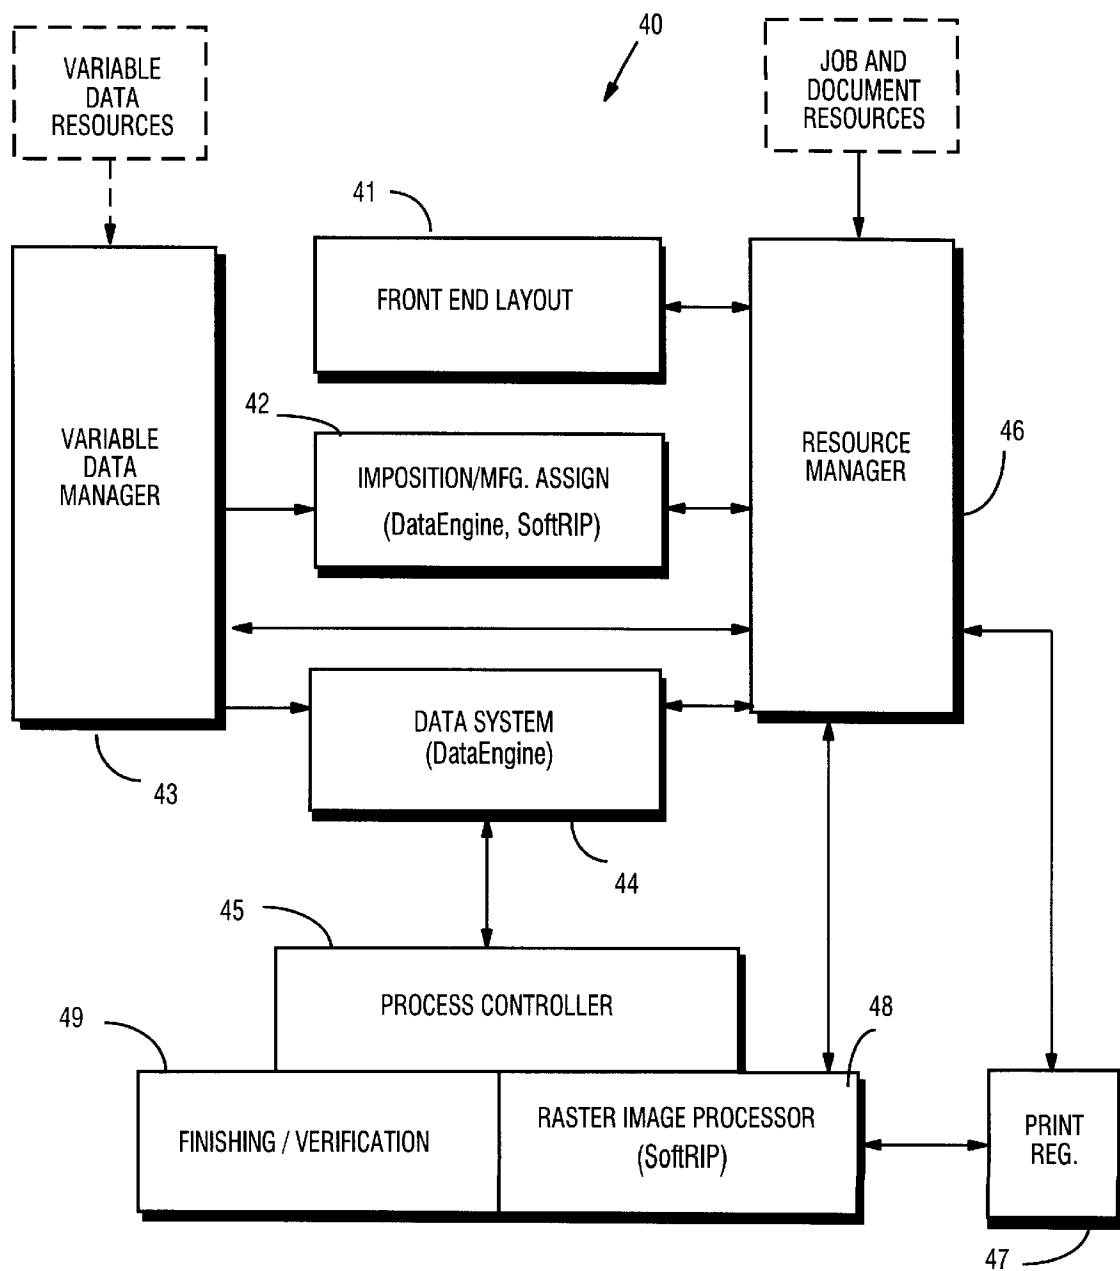 40
VARIABLE
DATA
RESOURCES
JOB AND
DOCUMENT
RESOURCES
41
FRONT END LAYOUT
42
VARIABLE
DATA
MANAGER
IMPOSITION/MFG. ASSIGN
(DataEngine, SoftRIP)
RESOURCE
MANAGER
46
DATA SYSTEM
(DataEngine)
43
44
45
PROCESS CONTROLLER
49
48
FINISHING / VERIFICATION
RASTER IMAGE PROCESSOR
(SoftRIP)
PRINT
REG.
47